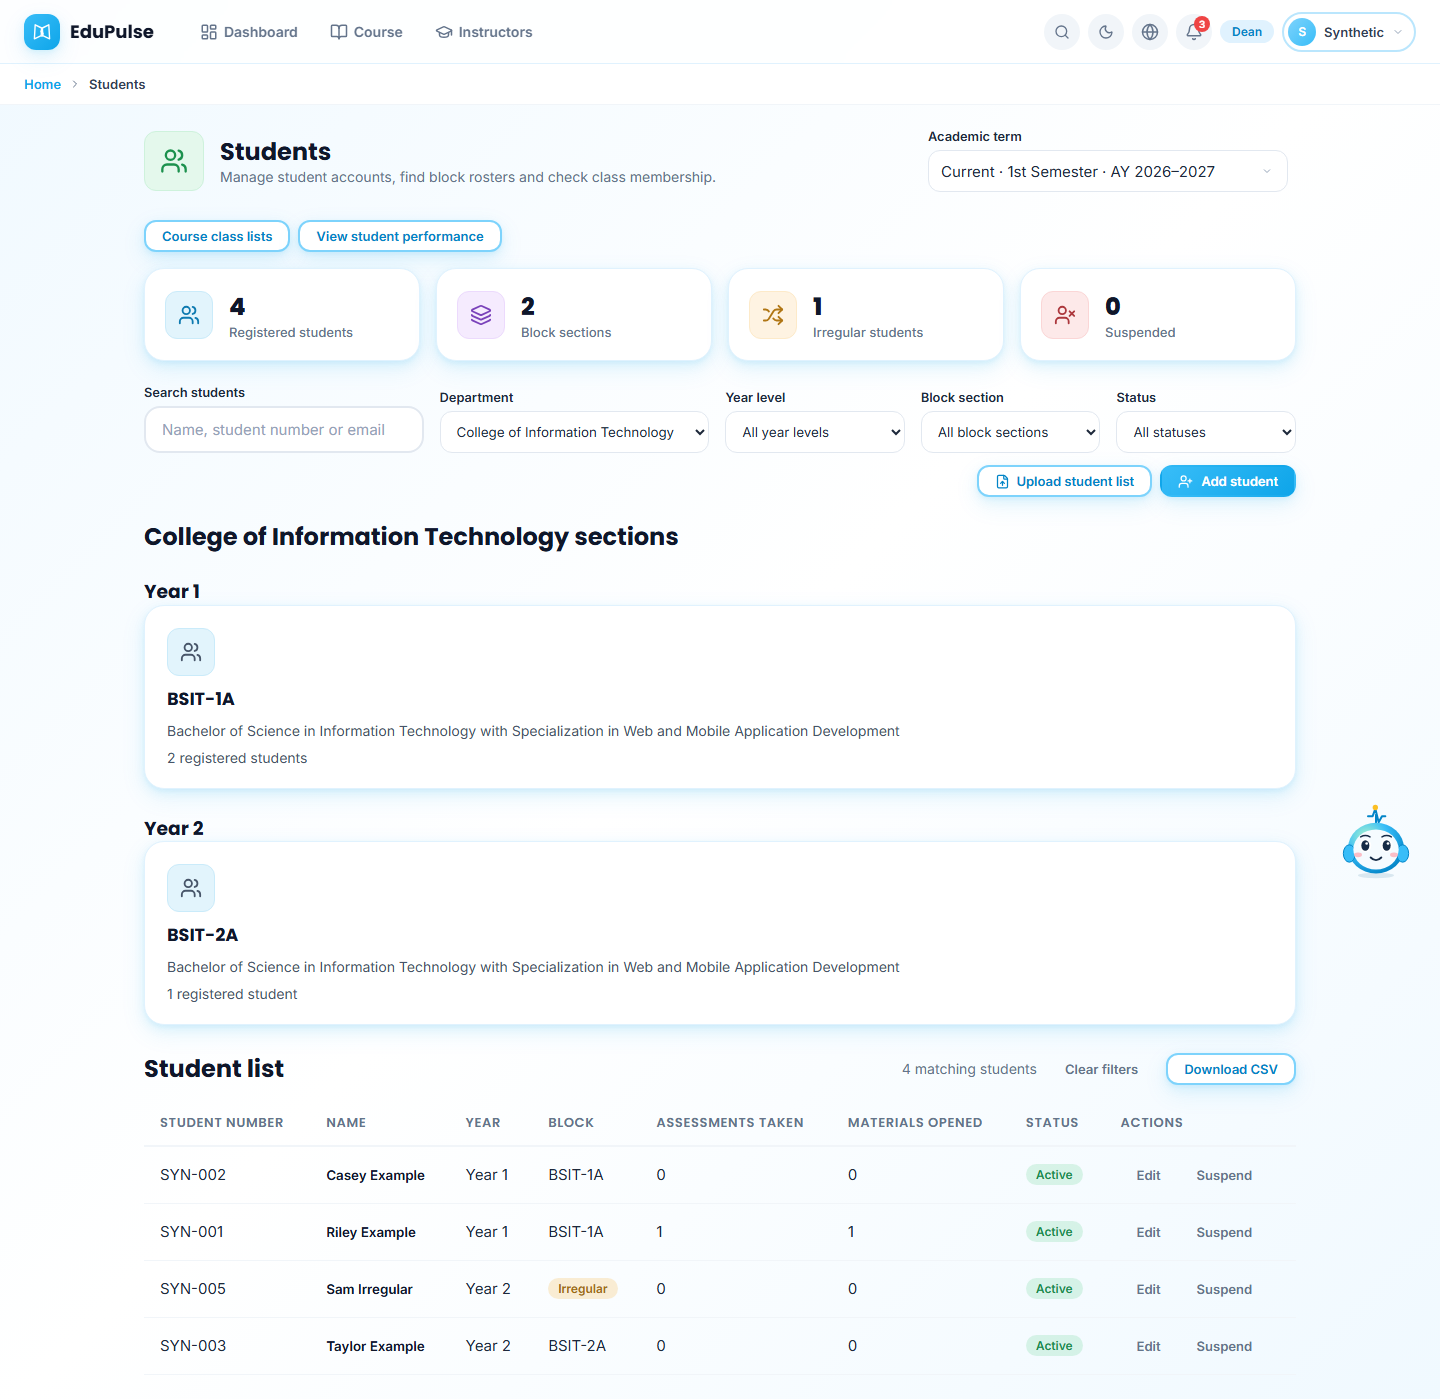 EduPulse
Dashboard
Course
Instructors
3
Dean
S
Synthetic
Home
Students
Students
Manage student accounts, find block rosters and check class membership.
Academic term
Current · 1st Semester · AY 2026–2027
Course class lists
View student performance
4
Registered students
2
Block sections
1
Irregular students
0
Suspended
Search students
Name, student number or email
Department
College of Information Technology
Year level
All year levels
Block section
All block sections
Status
All statuses
Upload student list
Add student
College of Information Technology sections
Year 1
BSIT-1A
Bachelor of Science in Information Technology with Specialization in Web and Mobile Application Development
2 registered students
Year 2
BSIT-2A
Bachelor of Science in Information Technology with Specialization in Web and Mobile Application Development
1 registered student
Student list
4 matching students
Clear filters
Download CSV
STUDENT NUMBER NAME YEAR BLOCK ASSESSMENTS TAKEN MATERIALS OPENED STATUS ACTIONS
SYN-002 Casey Example Year 1 BSIT-1A 0 0 Active Edit Suspend
SYN-001 Riley Example Year 1 BSIT-1A 1 1 Active Edit Suspend
SYN-005 Sam Irregular Year 2 Irregular 0 0 Active Edit Suspend
SYN-003 Taylor Example Year 2 BSIT-2A 0 0 Active Edit Suspend